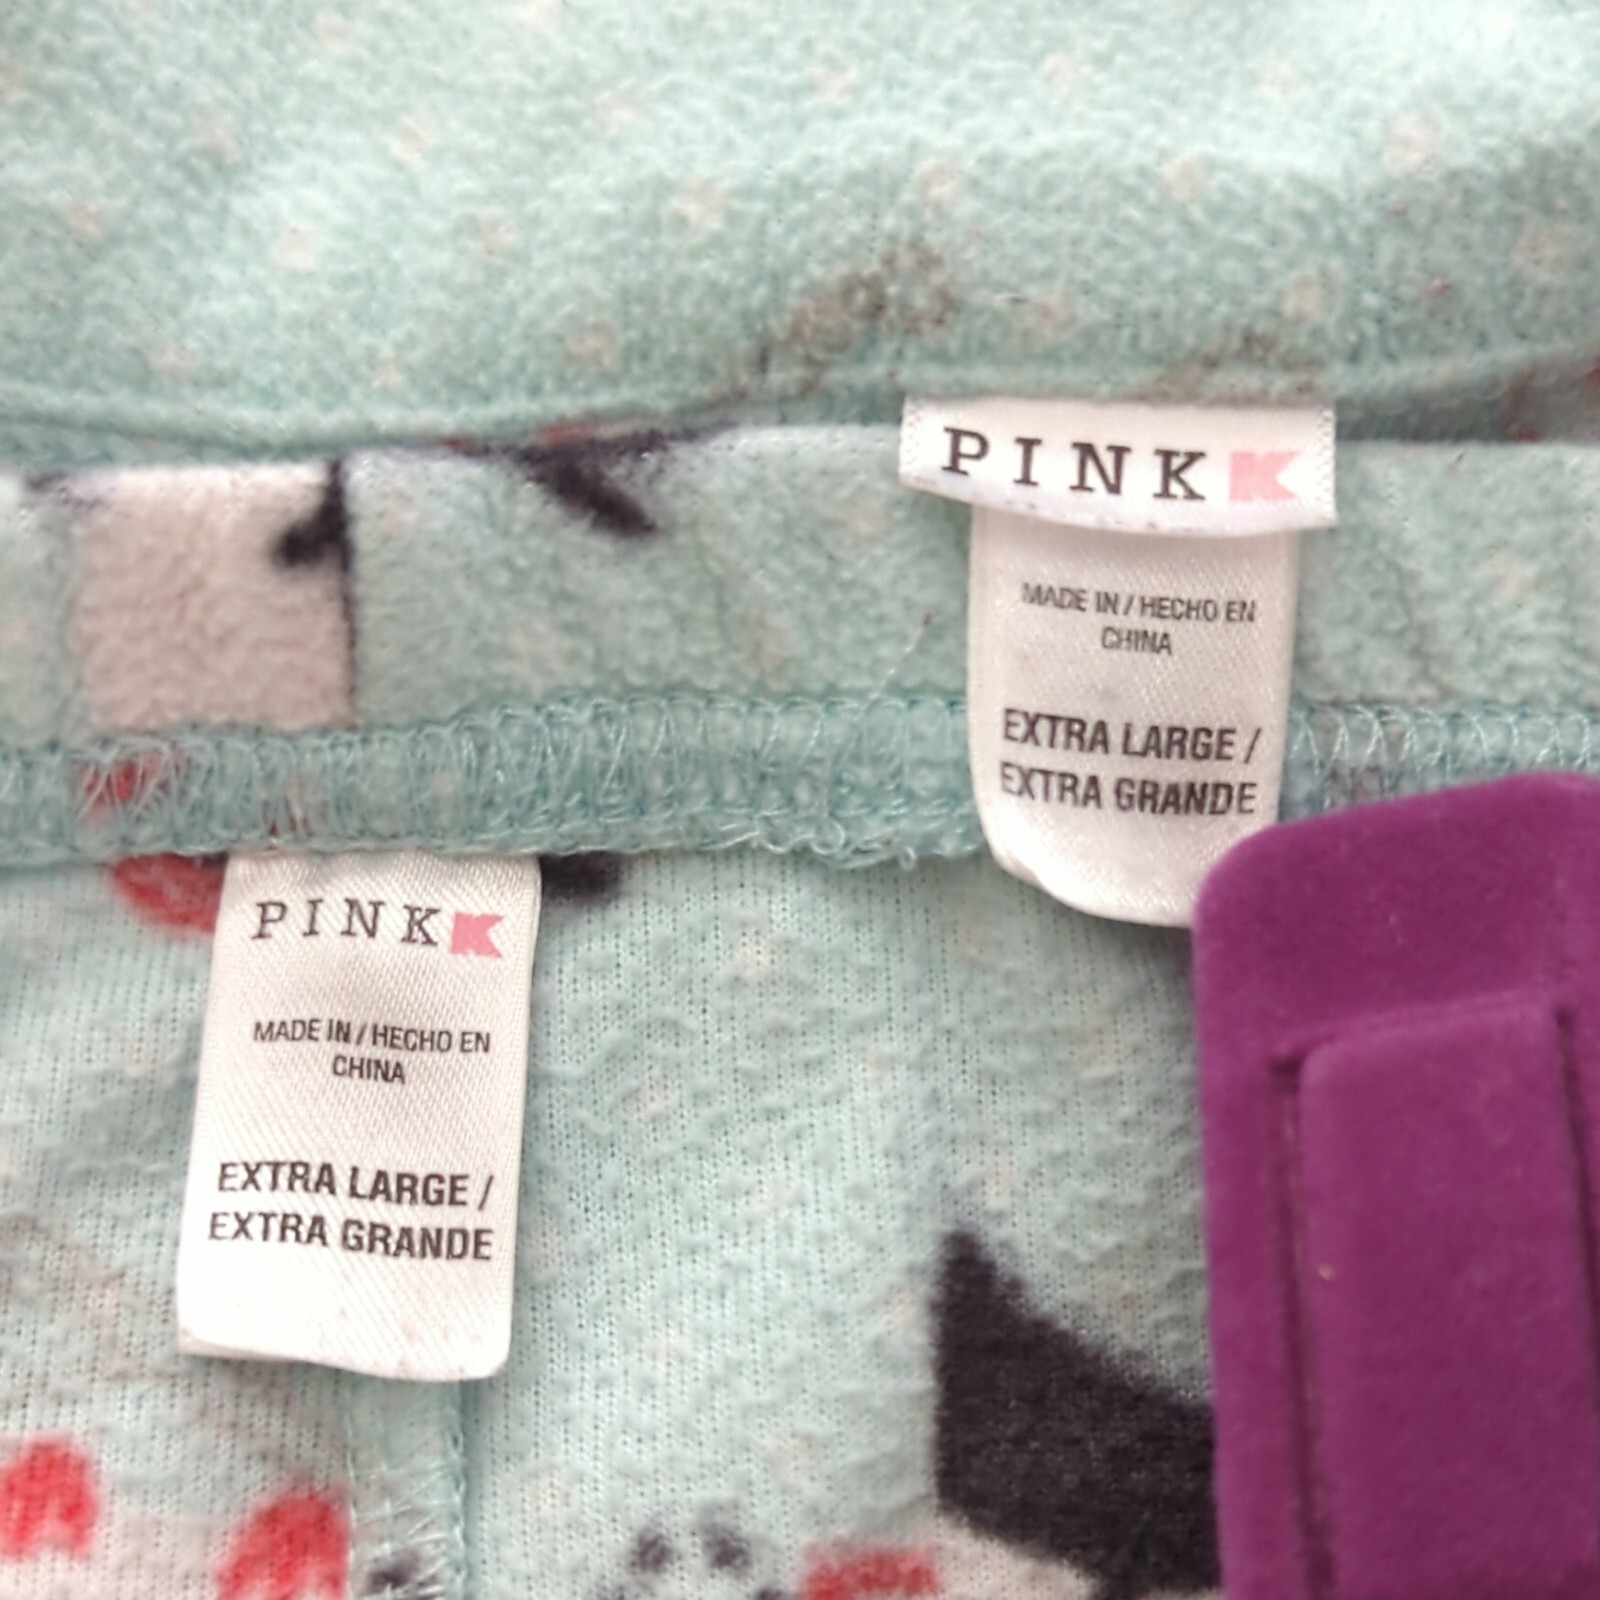 PINK K
MADE IN / HECHO EN
CHINA
EXTRA LARGE /
EXTRA GRANDE
PINK K
MADE IN / HECHO EN
CHINA
EXTRA LARGE /
EXTRA GRANDE